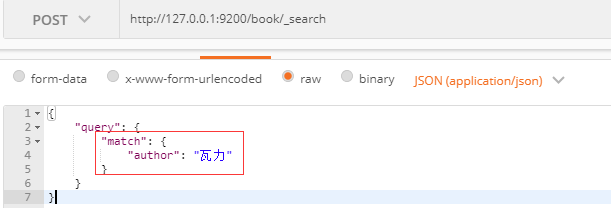 POST http://127.0.0.1:9200/book/_search
form-data x-www-form-urlencoded raw binary JSON (application/json)
1 {
2 "query": {
3 "match": {
4 "author": "瓦力"
5 }
6 }
7 }